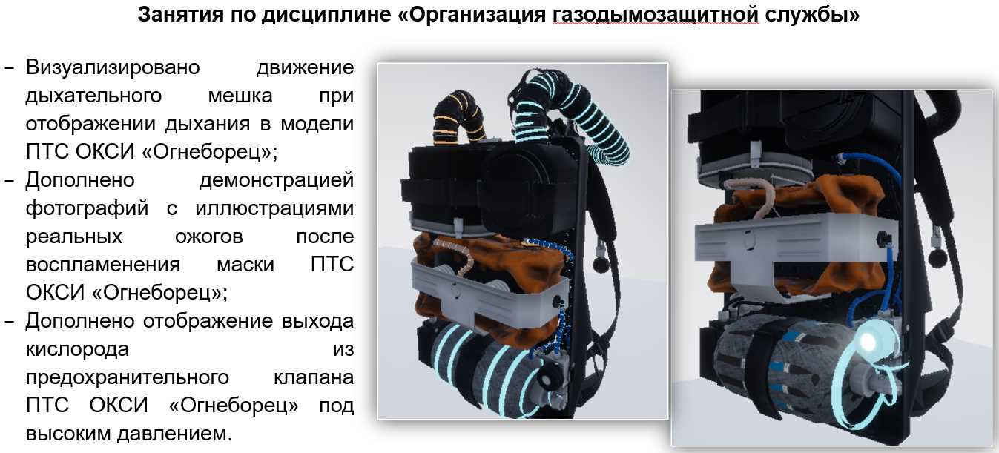 Занятия по дисциплине «Организация газодымозащитной службы»
– Визуализировано движение
дыхательного мешка при
отображении дыхания в модели
ПТС ОКСИ «Огнеборец»;
– Дополнено демонстрацией
фотографий с иллюстрациями
реальных ожогов после
воспламенения маски ПТС
ОКСИ «Огнеборец»;
– Дополнено отображение выхода
кислорода из
предохранительного клапана
ПТС ОКСИ «Огнеборец» под
высоким давлением.